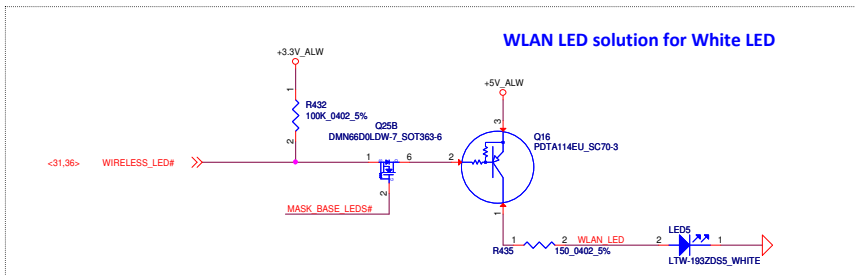 WLAN LED solution for White LED
+3.3V_ALW
+5V_ALW
1
R432
100K_0402_5%
2
Q25B
DMN66D0LDW-7_SOT363-6
3
Q16
PDTA114EU_SC70-3
<31,36> WIRELESS_LED#
1
6
2
2
MASK_BASE_LEDS#
1
R435
1
2
WLAN_LED
150_0402_5%
2
LED5
1
LTW-193ZDS5_WHITE